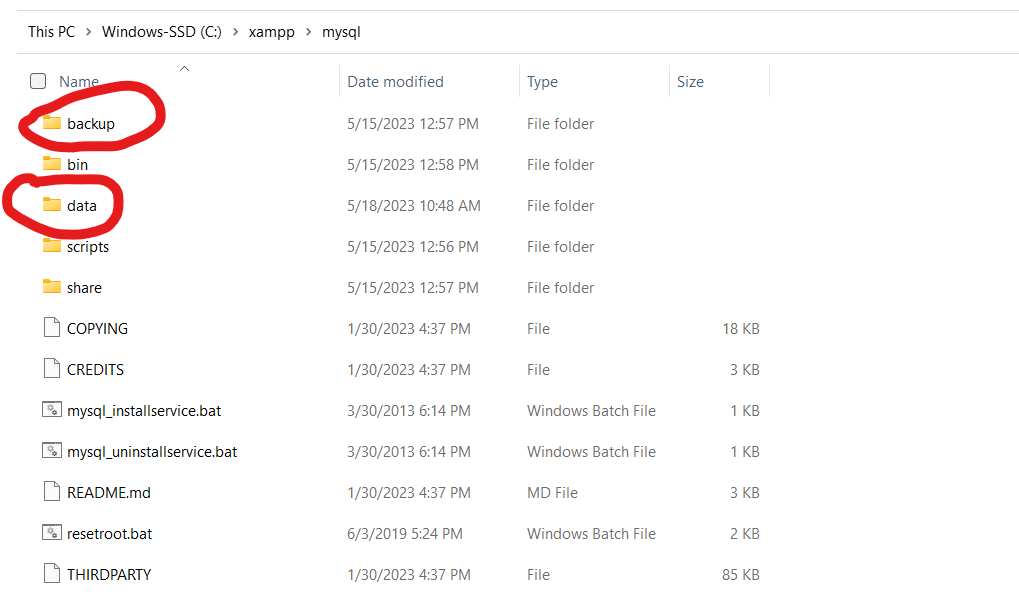 This PC > Windows-SSD (C:) > xampp > mysql
Name Date modified Type Size
backup 5/15/2023 12:57 PM File folder
bin 5/15/2023 12:58 PM File folder
data 5/18/2023 10:48 AM File folder
scripts 5/15/2023 12:56 PM File folder
share 5/15/2023 12:57 PM File folder
COPYING 1/30/2023 4:37 PM File 18 KB
CREDITS 1/30/2023 4:37 PM File 3 KB
mysql_installservice.bat 3/30/2013 6:14 PM Windows Batch File 1 KB
mysql_uninstallservice.bat 3/30/2013 6:14 PM Windows Batch File 1 KB
README.md 1/30/2023 4:37 PM MD File 3 KB
resetroot.bat 6/3/2019 5:24 PM Windows Batch File 2 KB
THIRDPARTY 1/30/2023 4:37 PM File 85 KB